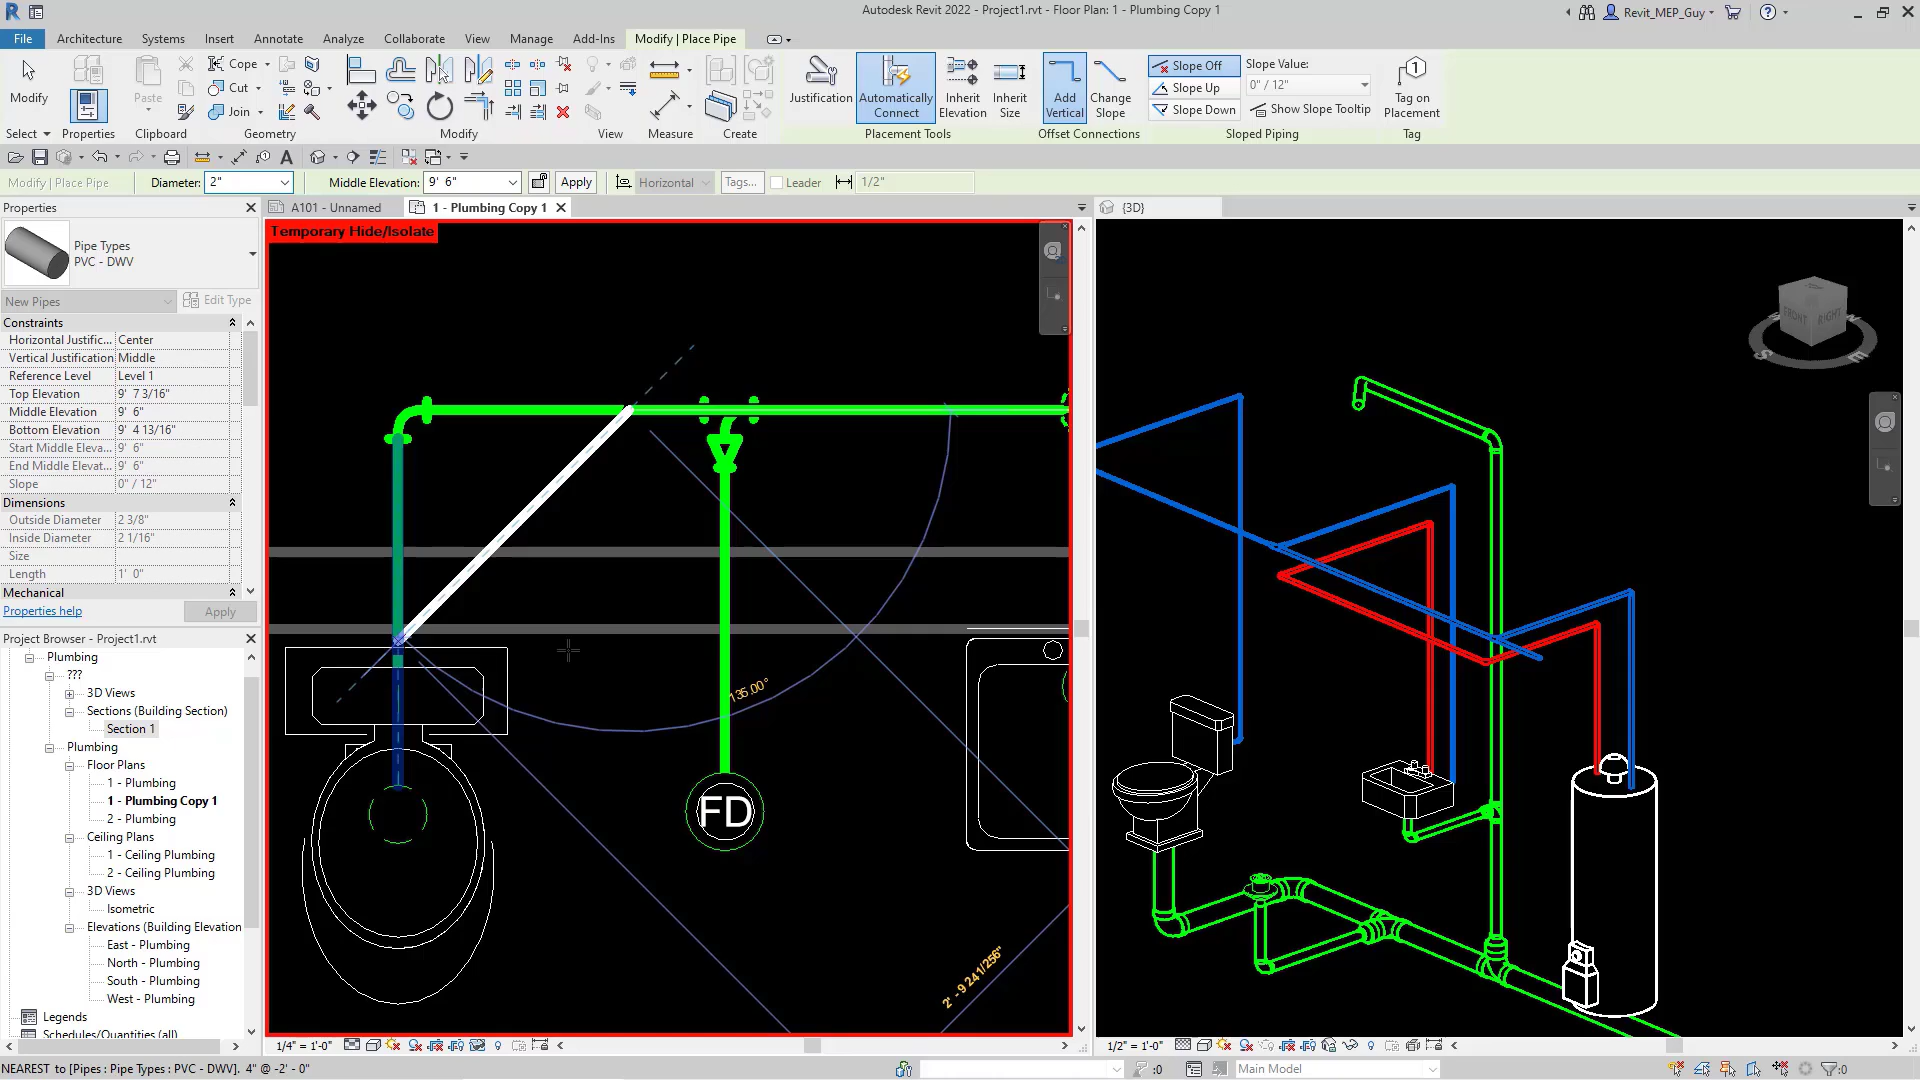 Autodesk Revit 2022 - Project1.rvt - Floor Plan: 1 - Plumbing Copy 1
Revit_MEP_Guy
File Architecture Systems Insert Annotate Analyze Collaborate View Manage Add-Ins Modify | Place Pipe
Modify
Select
Properties
Paste
Clipboard
Cope
Cut
Join
Geometry
Modify
View
Measure
Create
Justification
Automatically Connect
Inherit Elevation
Inherit Size
Placement Tools
Add Vertical
Change Slope
Offset Connections
Slope Off
Slope Up
Slope Down
Slope Value:
0" / 12"
Show Slope Tooltip
Sloped Piping
Tag on Placement
Tag
Modify | Place Pipe Diameter: 2" Middle Elevation: 9' 6" Apply Horizontal Tags... Leader 1/2"
Properties
Pipe Types
PVC - DWV
New Pipes Edit Type
Constraints
Horizontal Justific... Center
Vertical Justification Middle
Reference Level Level 1
Top Elevation 9' 7 3/16"
Middle Elevation 9' 6"
Bottom Elevation 9' 4 13/16"
Start Middle Eleva... 9' 6"
End Middle Elevat... 9' 6"
Slope 0" / 12"
Dimensions
Outside Diameter 2 3/8"
Inside Diameter 2 1/16"
Size
Length 1' 0"
Mechanical
Properties help Apply
Project Browser - Project1.rvt
Plumbing
???
3D Views
Sections (Building Section)
Section 1
Plumbing
Floor Plans
1 - Plumbing
1 - Plumbing Copy 1
2 - Plumbing
Ceiling Plans
1 - Ceiling Plumbing
2 - Ceiling Plumbing
3D Views
Isometric
Elevations (Building Elevation
East - Plumbing
North - Plumbing
South - Plumbing
West - Plumbing
Legends
Schedules/Quantities (all)
A101 - Unnamed
1 - Plumbing Copy 1
{3D}
Temporary Hide/Isolate
135.00°
FD
2' - 9 241/256"
FRONT RIGHT
S E N
1/4" = 1'-0"
1/2" = 1'-0"
NEAREST to [Pipes : Pipe Types : PVC - DWV], 4" @ -2' - 0"
:0
Main Model
:0